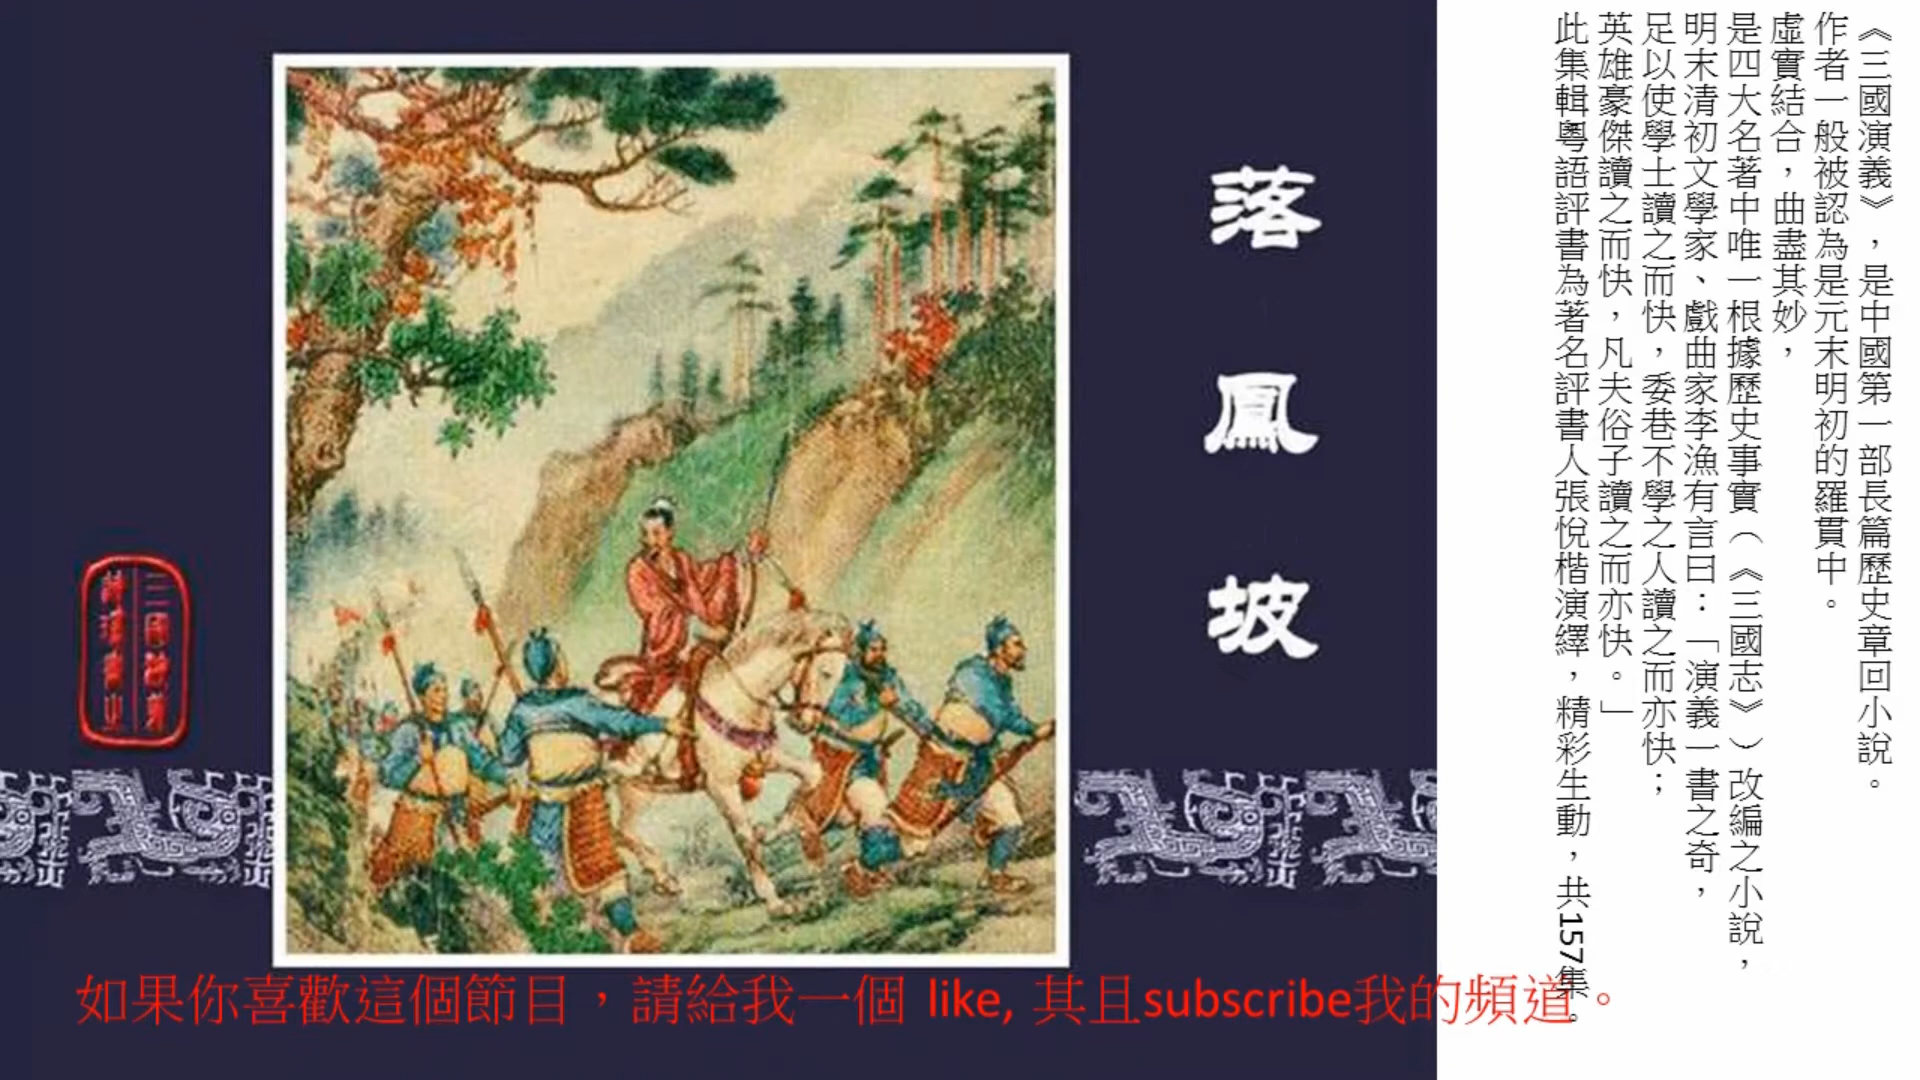 《三國演義》，是中國第一部長篇歷史章回小說。
作者一般被認為是元末明初的羅貫中。
虛實結合，曲盡其妙，
是四大名著中唯一根據歷史事實（《三國志》）改編之小說，
明末清初文學家、戲曲家李漁有言曰：「演義一書之奇，
足以使學士讀之而快，委巷不學之人讀之而亦快；
英雄豪傑讀之而快，凡夫俗子讀之而亦快。」
此集輯粵語評書為著名評書人張悅楷演繹，精彩生動，共157集。
落鳳坡
如果你喜歡這個節目，請給我一個 like, 其且subscribe我的頻道。